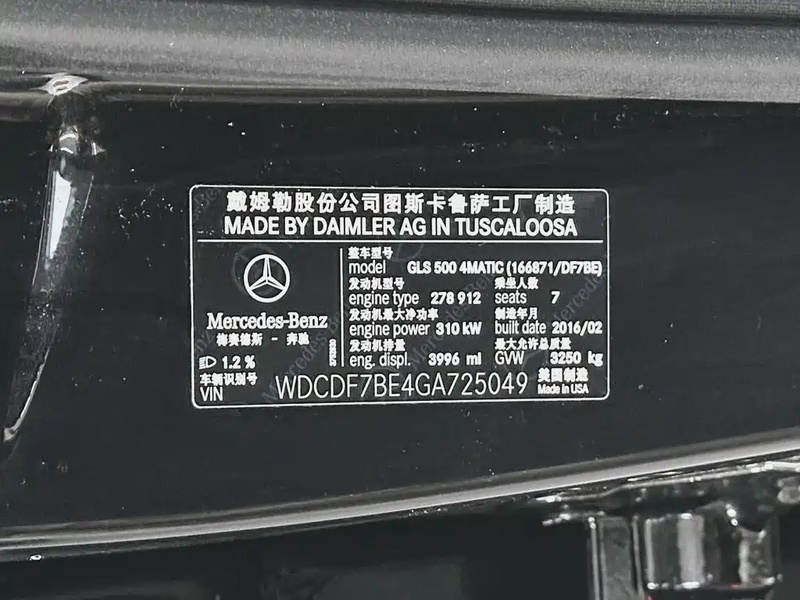 戴姆勒股份公司图斯卡鲁萨工厂制造
MADE BY DAIMLER AG IN TUSCALOOSA
整车型号
model GLS 500 4MATIC (166871/DF7BE)
发动机型号 乘坐人数
engine type 278 912 seats 7
发动机最大净功率 制造年月
engine power 310 kW built date 2016/02
发动机排量 最大允许总质量
eng. displ. 3996 ml GVW 3250 kg
Mercedes-Benz
梅赛德斯 - 奔驰
1.2 %
车辆识别号
VIN WDCDF7BE4GA725049
美国制造
Made in USA